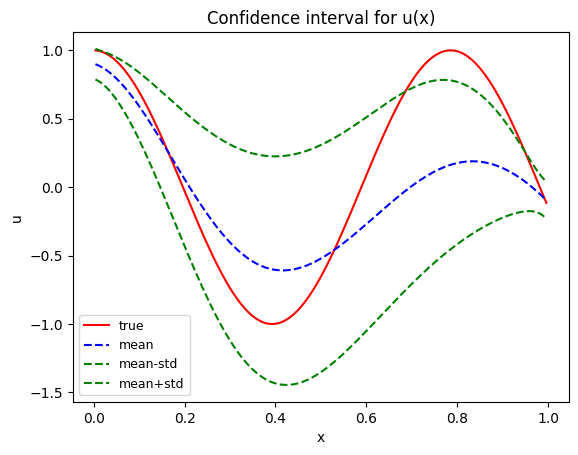 Confidence interval for u(x)
u
1.0
0.5
0.0
−0.5
−1.0
−1.5
true
mean
mean-std
mean+std
0.0 0.2 0.4 0.6 0.8 1.0
x